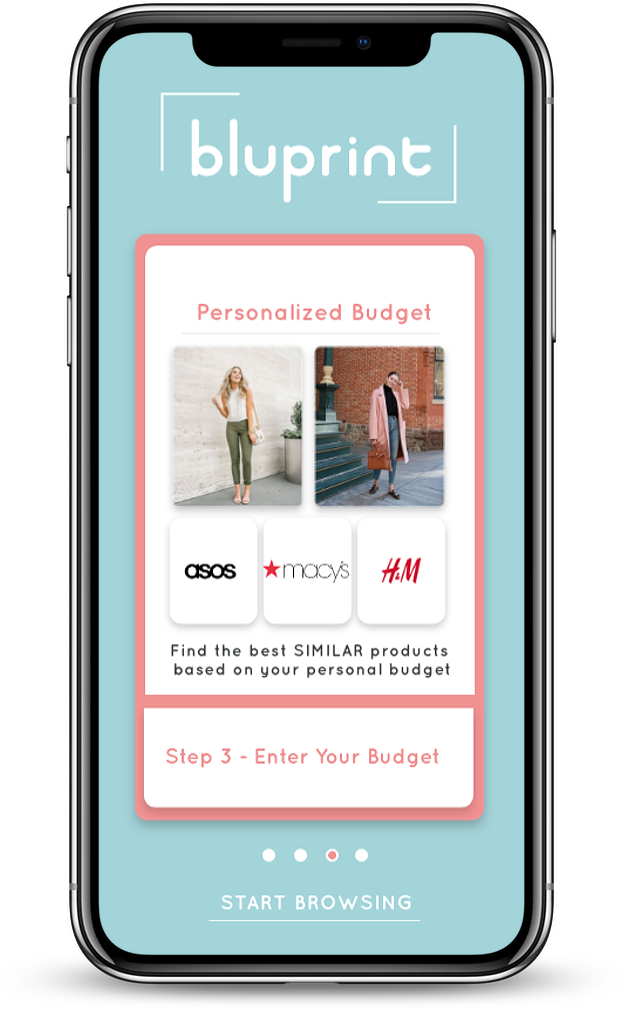 bluprint
Personalized Budget
asos
macy's
H&M
Find the best SIMILAR products
based on your personal budget
Step 3 - Enter Your Budget
START BROWSING